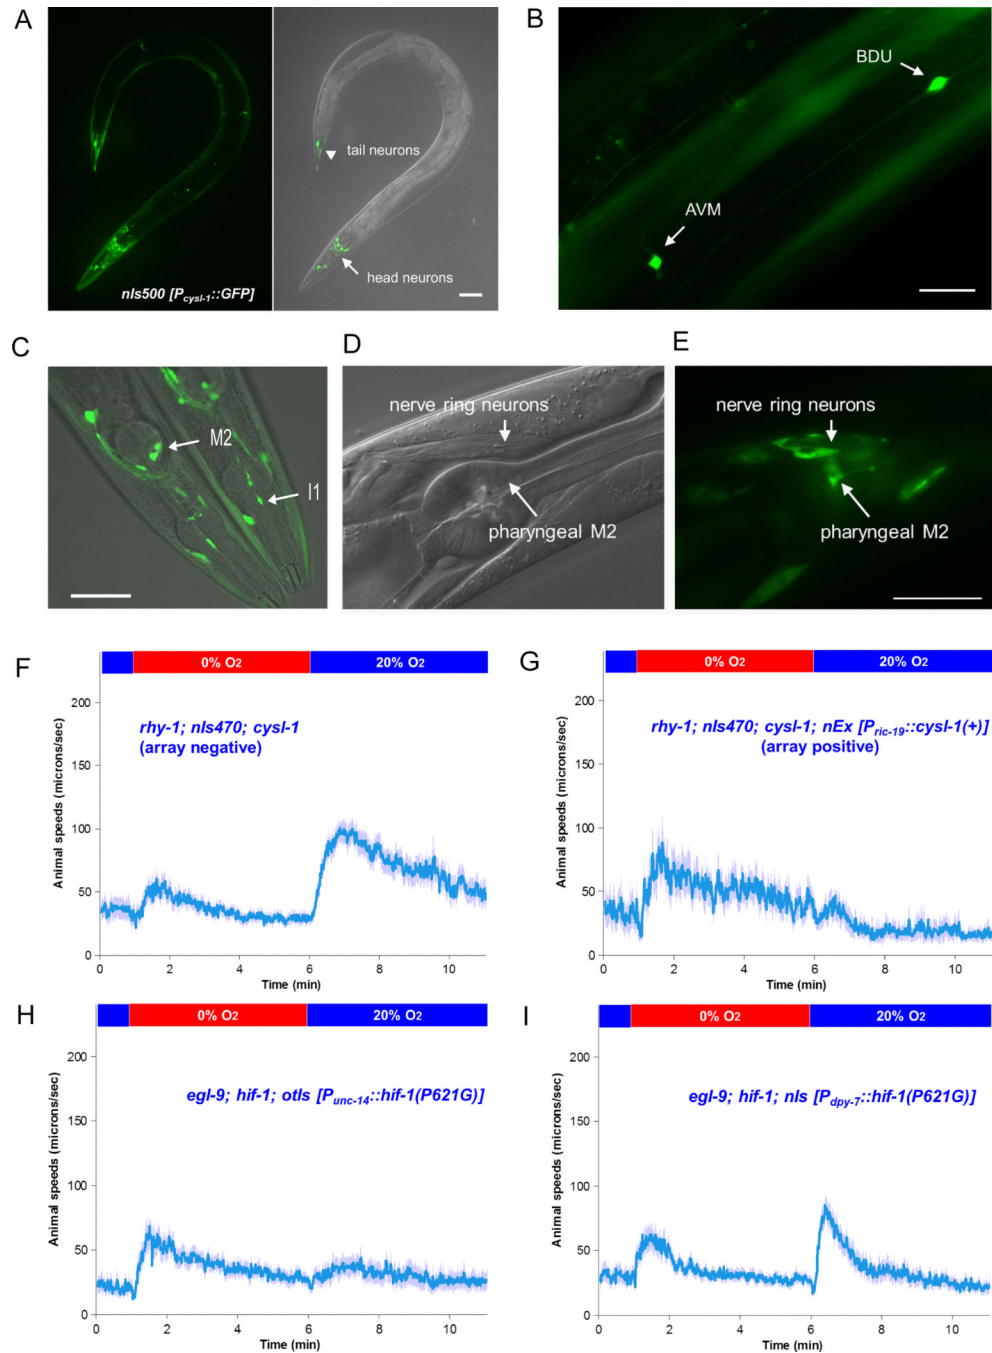 A
tail neurons
head neurons
nIs500 [Pcysl-1::GFP]
B
BDU
AVM
C
M2
I1
D
nerve ring neurons
pharyngeal M2
E
nerve ring neurons
pharyngeal M2
F
0% O2
20% O2
200
150
100
50
0
Animal speeds (microns/sec)
rhy-1; nIs470; cysl-1
(array negative)
0 2 4 6 8 10
Time (min)
G
0% O2
20% O2
200
150
100
50
0
Animal speeds (microns/sec)
rhy-1; nIs470; cysl-1; nEx [Pric-19::cysl-1(+)]
(array positive)
0 2 4 6 8 10
Time (min)
H
0% O2
20% O2
200
150
100
50
0
Animal speeds (microns/sec)
egl-9; hif-1; otIs [Punc-14::hif-1(P621G)]
0 2 4 6 8 10
Time (min)
I
0% O2
20% O2
200
150
100
50
0
Animal speeds (microns/sec)
egl-9; hif-1; nIs [Pdpy-7::hif-1(P621G)]
0 2 4 6 8 10
Time (min)